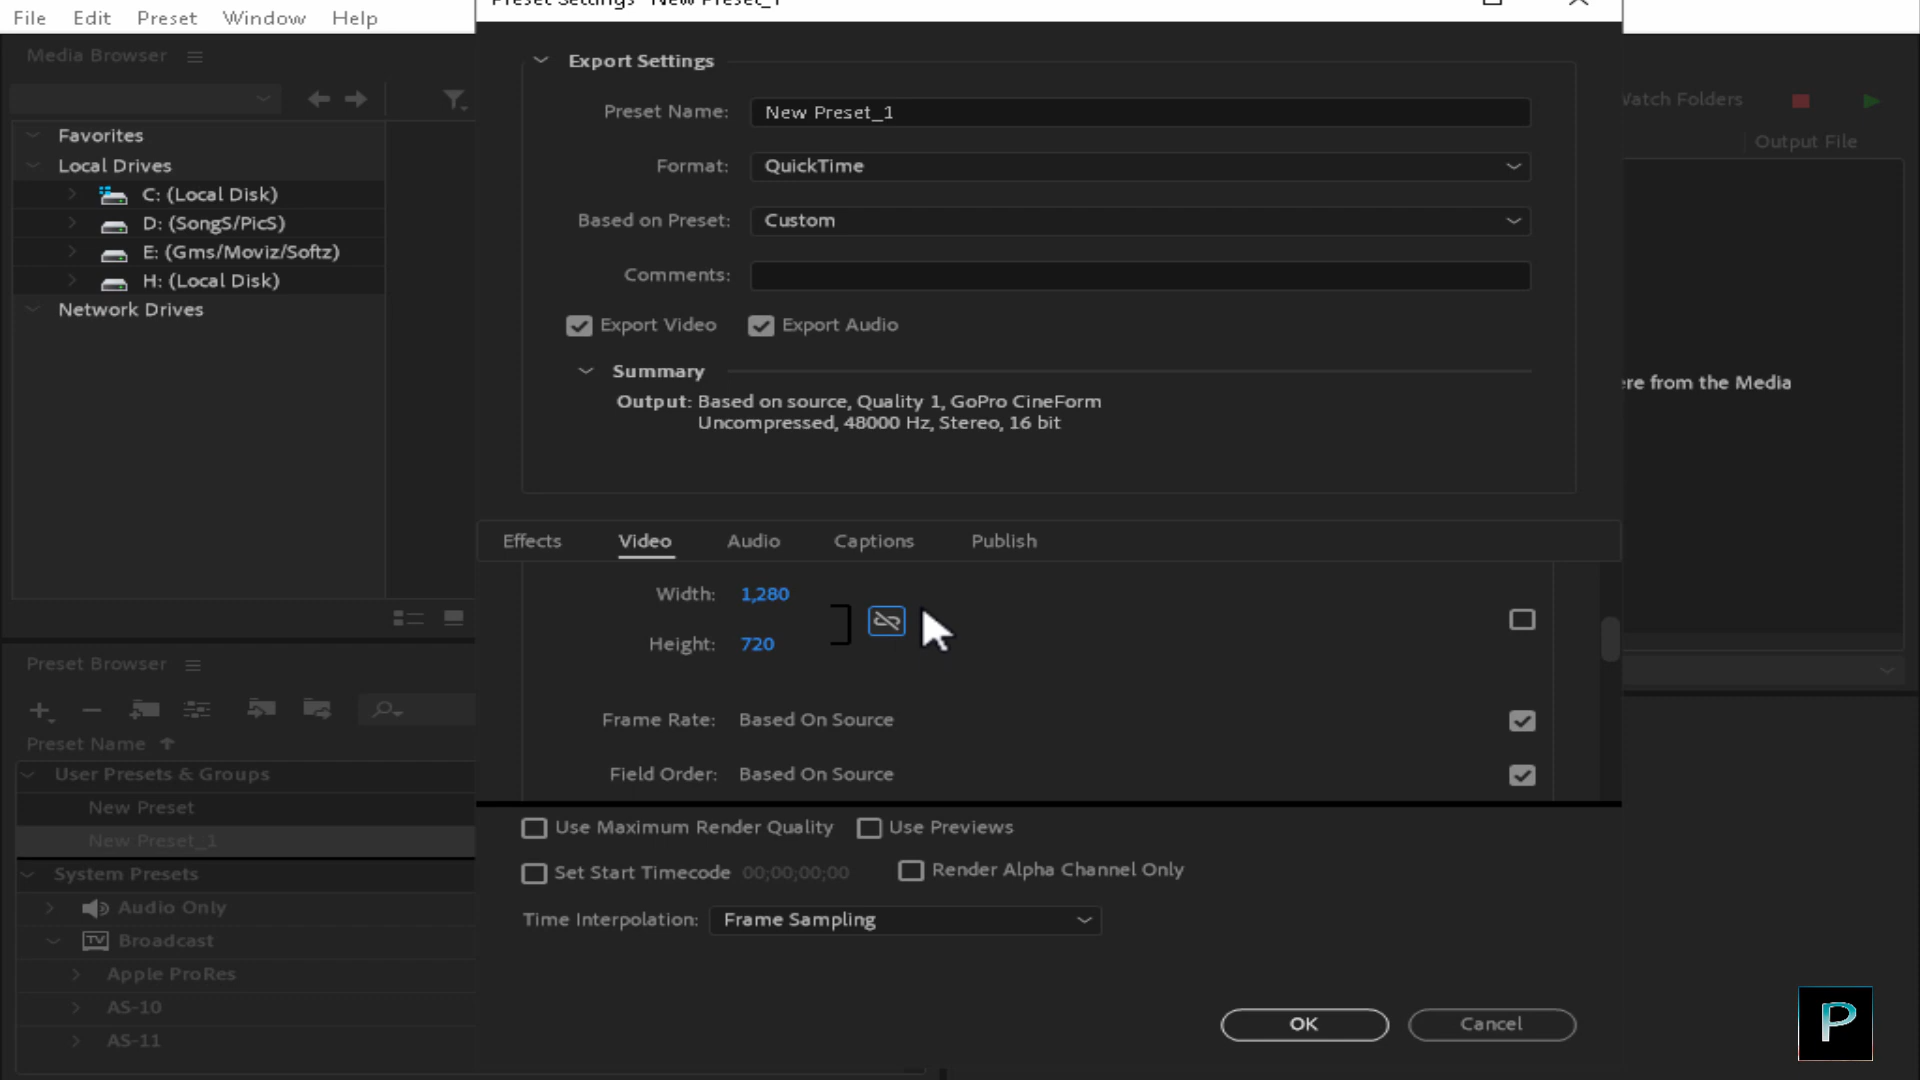 File Edit Preset Window Help
Preset Settings - New Preset_1
Media Browser
Favorites
Local Drives
C: (Local Disk)
D: (SongS/PicS)
E: (Gms/Moviz/Softz)
H: (Local Disk)
Network Drives
Export Settings
Preset Name: New Preset_1
Format: QuickTime
Based on Preset: Custom
Comments:
Export Video Export Audio
Summary
Output: Based on source, Quality 1, GoPro CineForm
Uncompressed, 48000 Hz, Stereo, 16 bit
Watch Folders
Output File
ere from the Media
Effects Video Audio Captions Publish
Width: 1,280
Height: 720
Frame Rate: Based On Source
Field Order: Based On Source
Use Maximum Render Quality Use Previews
Set Start Timecode 00;00;00;00 Render Alpha Channel Only
Time Interpolation: Frame Sampling
OK Cancel
Preset Browser
Preset Name
User Presets & Groups
New Preset
New Preset_1
System Presets
Audio Only
TV Broadcast
Apple ProRes
AS-10
AS-11
P